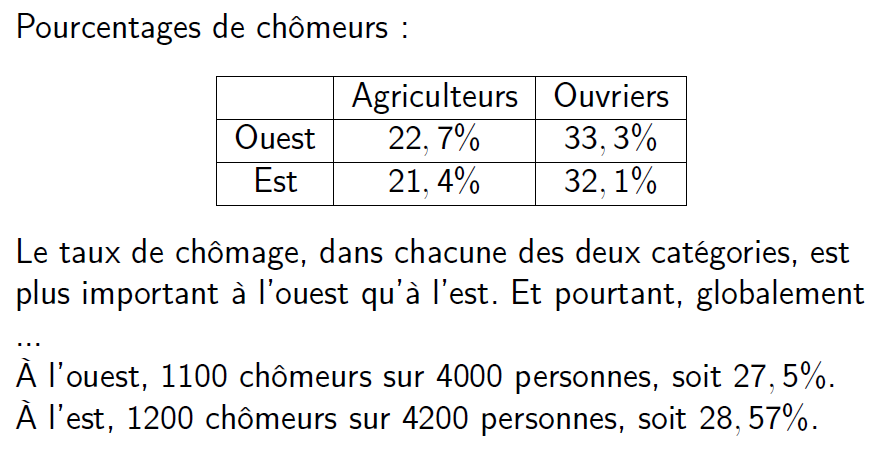 Pourcentages de chômeurs :
Agriculteurs Ouvriers
Ouest 22, 7% 33, 3%
Est 21, 4% 32, 1%
Le taux de chômage, dans chacune des deux catégories, est
plus important à l'ouest qu'à l'est. Et pourtant, globalement
...
À l'ouest, 1100 chômeurs sur 4000 personnes, soit 27, 5%.
À l'est, 1200 chômeurs sur 4200 personnes, soit 28, 57%.